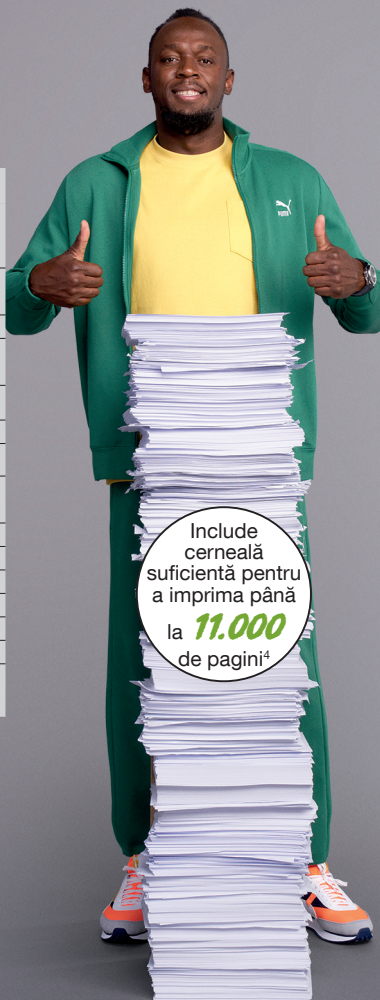 PUMA
Include
cerneală
suficientă pentru
a imprima până
la 11.000
de pagini⁴